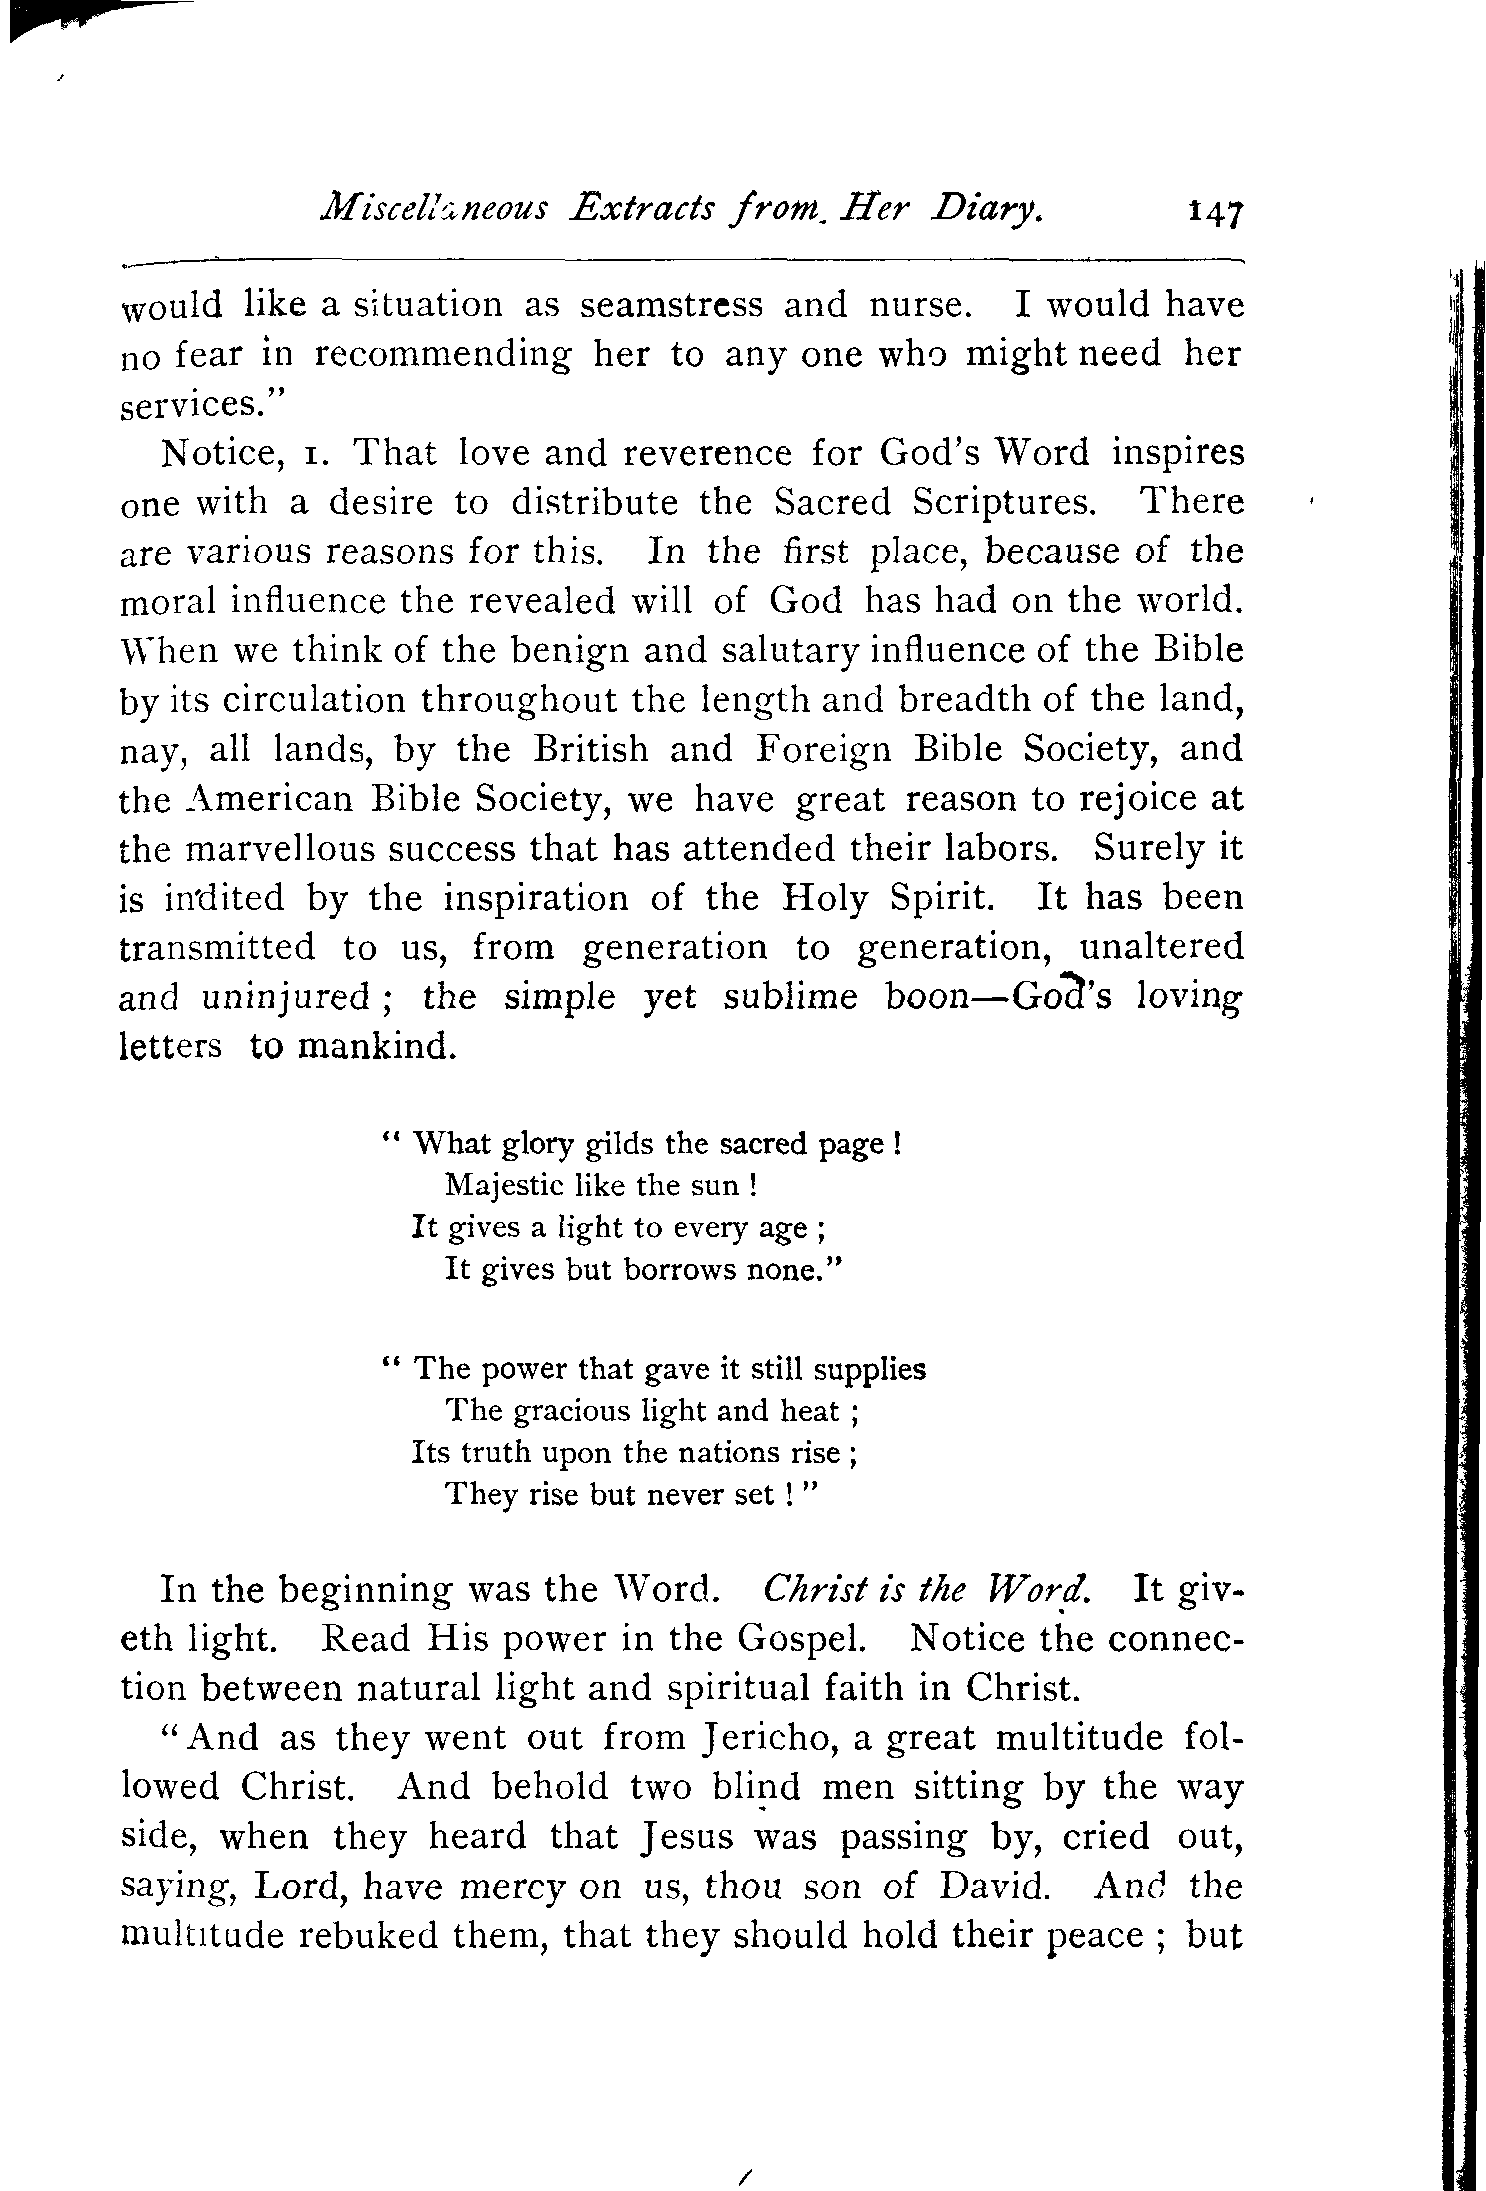 Miscellaneous Extracts from Her Diary. 147
would like a situation as seamstress and nurse. I would have
no fear in recommending her to any one who might need her
services."
Notice, 1. That love and reverence for God's Word inspires
one with a desire to distribute the Sacred Scriptures. There
are various reasons for this. In the first place, because of the
moral influence the revealed will of God has had on the world.
When we think of the benign and salutary influence of the Bible
by its circulation throughout the length and breadth of the land,
nay, all lands, by the British and Foreign Bible Society, and
the American Bible Society, we have great reason to rejoice at
the marvellous success that has attended their labors. Surely it
is indited by the inspiration of the Holy Spirit. It has been
transmitted to us, from generation to generation, unaltered
and uninjured ; the simple yet sublime boon—God's loving
letters to mankind.
" What glory gilds the sacred page !
Majestic like the sun !
It gives a light to every age ;
It gives but borrows none."
" The power that gave it still supplies
The gracious light and heat ;
Its truth upon the nations rise ;
They rise but never set ! "
In the beginning was the Word. Christ is the Word. It giv-
eth light. Read His power in the Gospel. Notice the connec-
tion between natural light and spiritual faith in Christ.
"And as they went out from Jericho, a great multitude fol-
lowed Christ. And behold two blind men sitting by the way
side, when they heard that Jesus was passing by, cried out,
saying, Lord, have mercy on us, thou son of David. And the
multitude rebuked them, that they should hold their peace ; but